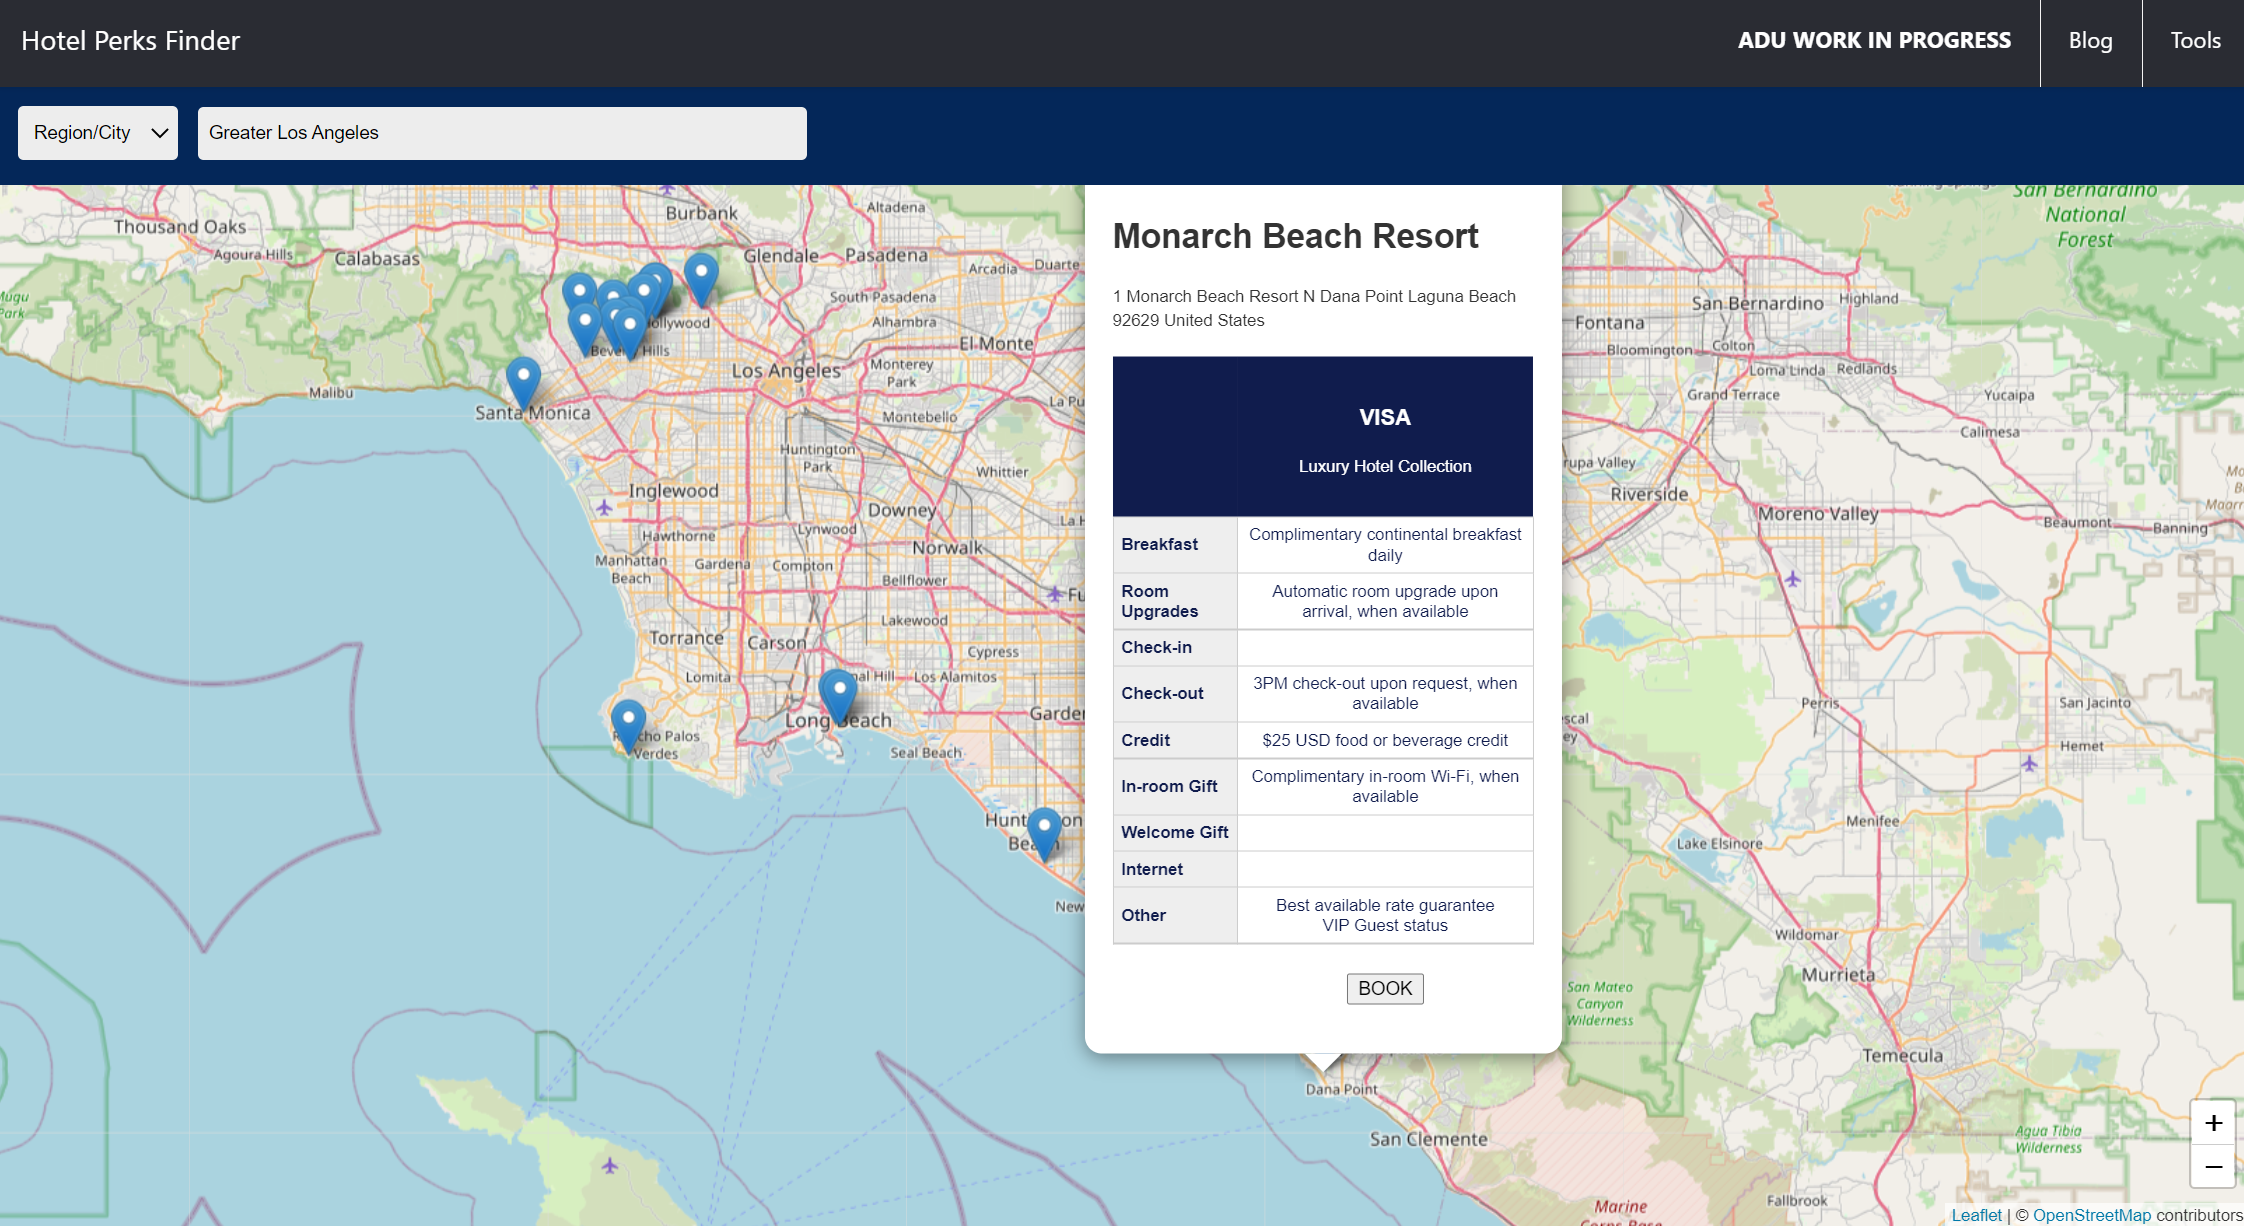 Hotel Perks Finder
ADU WORK IN PROGRESS
Blog
Tools
Region/City
Greater Los Angeles
Monarch Beach Resort
1 Monarch Beach Resort N Dana Point Laguna Beach
92629 United States
VISA
Luxury Hotel Collection
Breakfast
Complimentary continental breakfast
daily
Room
Upgrades
Automatic room upgrade upon
arrival, when available
Check-in
Check-out
3PM check-out upon request, when
available
Credit
$25 USD food or beverage credit
In-room Gift
Complimentary in-room Wi-Fi, when
available
Welcome Gift
Internet
Other
Best available rate guarantee
VIP Guest status
BOOK
Thousand Oaks
Agoura Hills
Calabasas
Burbank
Altadena
Glendale
Pasadena
Arcadia
Duarte
South Pasadena
Alhambra
El Monte
Los Angeles
Monterey
Park
Montebello
Malibu
Santa Monica
Huntington
Park
Whittier
Inglewood
Downey
Lynwood
Hawthorne
Norwalk
Manhattan
Beach
Gardena
Compton
Bellflower
Lakewood
Torrance
Carson
Cypress
Lomita
Los Alamitos
Long Beach
Verdes
Seal Beach
Dana Point
San Clemente
San Bernardino
National
Forest
San Bernardino
Highland
Fontana
Bloomington
Colton
Loma Linda
Redlands
Grand Terrace
Yucaipa
Calimesa
Riverside
Moreno Valley
Beaumont
Banning
Perris
San Jacinto
Hemet
Menifee
Lake Elsinore
Wildomar
Murrieta
San Mateo
Canyon
Wilderness
Temecula
Agua Tibia
Wilderness
Fallbrook
Marine
+
−
Leaflet | © OpenStreetMap contributors